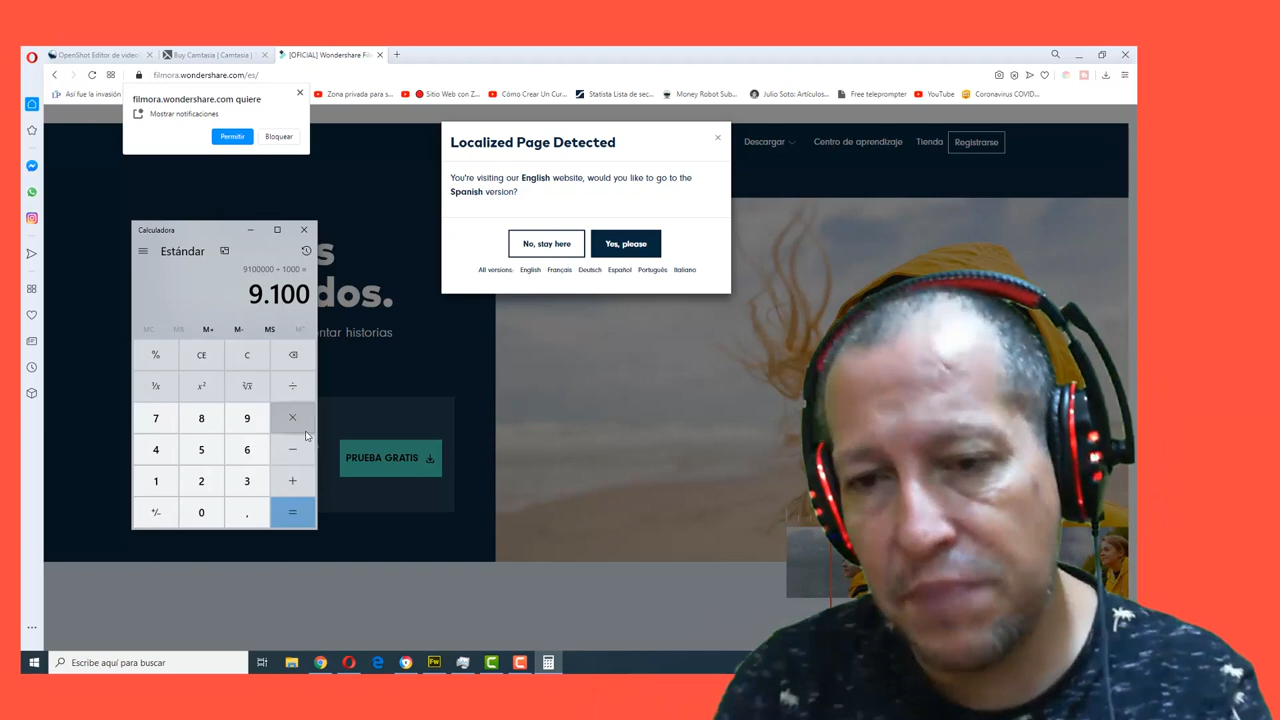 OpenShot Editor de video
Buy Camtasia | Camtasia |
[OFICIAL] Wondershare Fil
filmora.wondershare.com/es/
Así fue la invasión
Zona privada para s...
Sitio Web con Z...
Cómo Crear Un Cur...
Statista Lista de sec...
Money Robot Sub...
Julio Soto: Artículos...
Free teleprompter
YouTube
Coronavirus COVID...
filmora.wondershare.com quiere
Mostrar notificaciones
Permitir
Bloquear
Descargar
Centro de aprendizaje
Tienda
Registrarse
Localized Page Detected
You're visiting our English website, would you like to go to the
Spanish version?
No, stay here
Yes, please
All versions: English Français Deutsch Español Português Italiano
Calculadora
Estándar
9100000 ÷ 1000 =
9.100
MC MR M+ M- MS M˅
% CE C
¹/x x² ²√x ÷
7 8 9 ×
4 5 6 −
1 2 3 +
+/- 0 , =
s
dos.
ntar historias
PRUEBA GRATIS
Fw
Escribe aquí para buscar